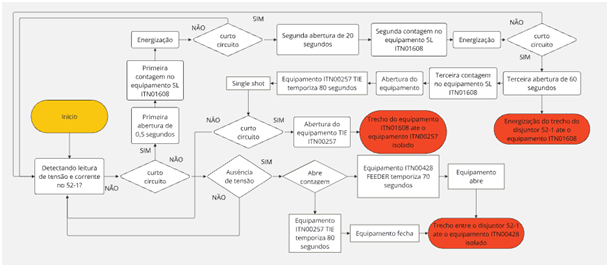 NÃO
SIM
NÃO
Energização
curto
circuito
Segunda abertura de 20
segundos
Segunda contagem no
equipamento SL
ITN01608
Energização
curto
circuito
SIM
Primeira
contagem no
equipamento SL
ITN01608
Single shot
Equipamento ITN00257 TIE
temporiza 80 segundos
Abertura do
equipamento
Terceira contagem no
equipamento SL
ITN01608
Terceira abertura de 60
segundos
Início
Primeira
abertura de
0,5 segundos
NÃO
curto
circuito
SIM
Abertura do
equipamento TIE
ITN00257
Trecho do equipamento
ITN01608 ate o
equipamento ITN00257
isolado
Energização do trecho do
disjuntor 52-1 ate o
equipamento ITN01608
SIM
NÃO
Detectando leitura
de tensão e corrente
no 52-1?
NÃO
curto
circuito
Ausência
de tensão
SIM
NÃO
Abre
contagem
Equipamento ITN00428
FEEDER temporiza 70
segundos
Equipamento
abre
Equipamento
ITN00257 TIE
temporiza 80
segundos
Equipamento fecha
Trecho entre o disjuntor 52-1
ate o equipamento ITN00428
isolado